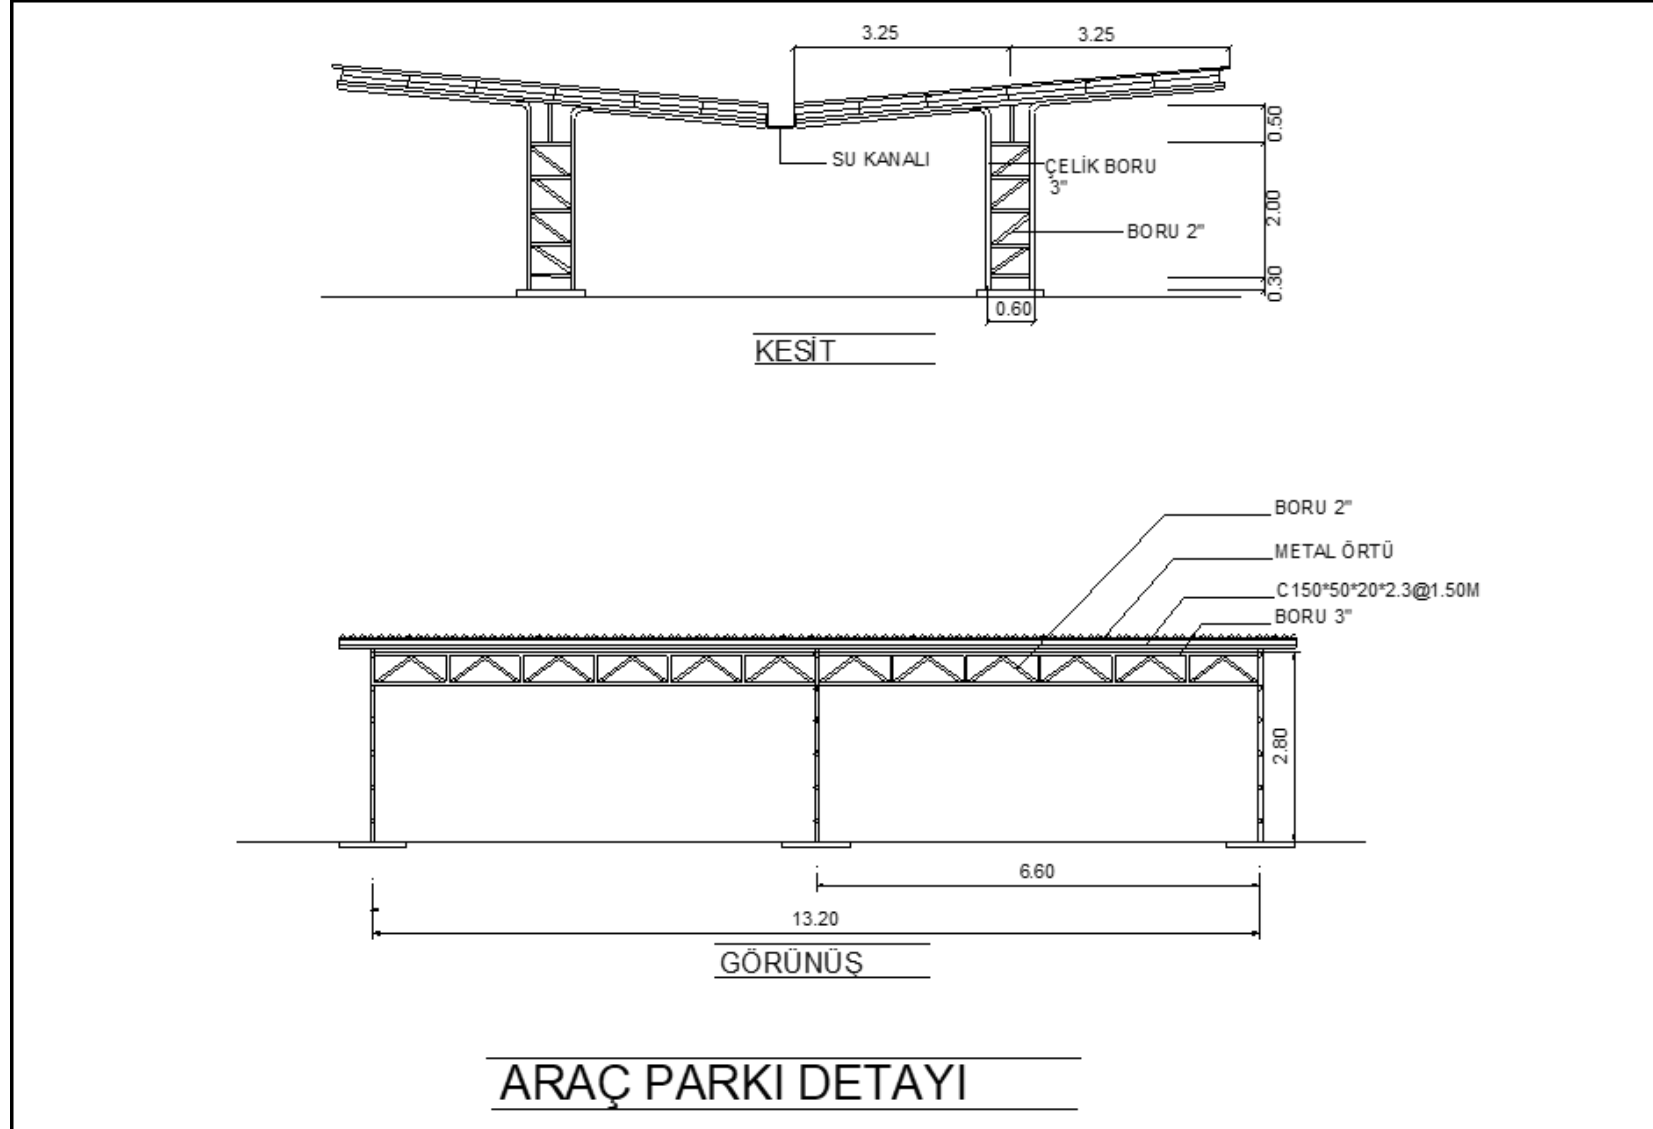 3.25
3.25
0.50
SU KANALI
ÇELİK BORU
3"
2.00
BORU 2"
0.30
0.60
KESİT
BORU 2"
METAL ÖRTÜ
C150*50*20*2.3@1.50M
BORU 3"
2.80
6.60
13.20
GÖRÜNÜŞ
ARAÇ PARKI DETAYI